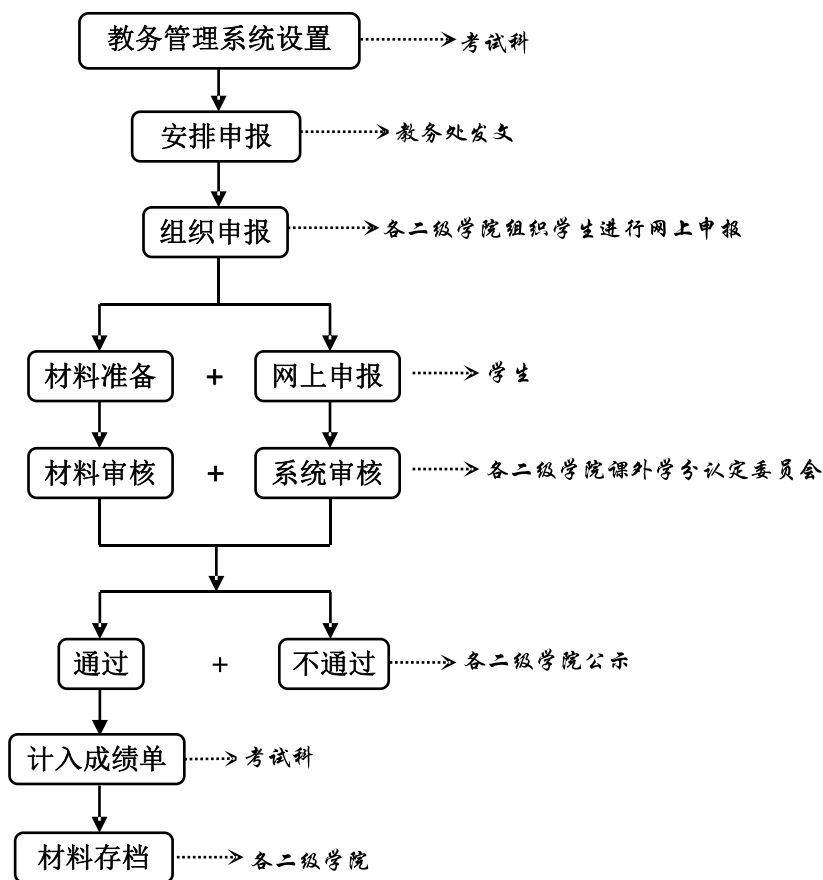 教务管理系统设置 考试科
安排申报 教务处发文
组织申报 各二级学院组织学生进行网上申报
材料准备 + 网上申报 学生
材料审核 + 系统审核 各二级学院课外学分认定委员会
通过 + 不通过 各二级学院公示
计入成绩单 考试科
材料存档 各二级学院